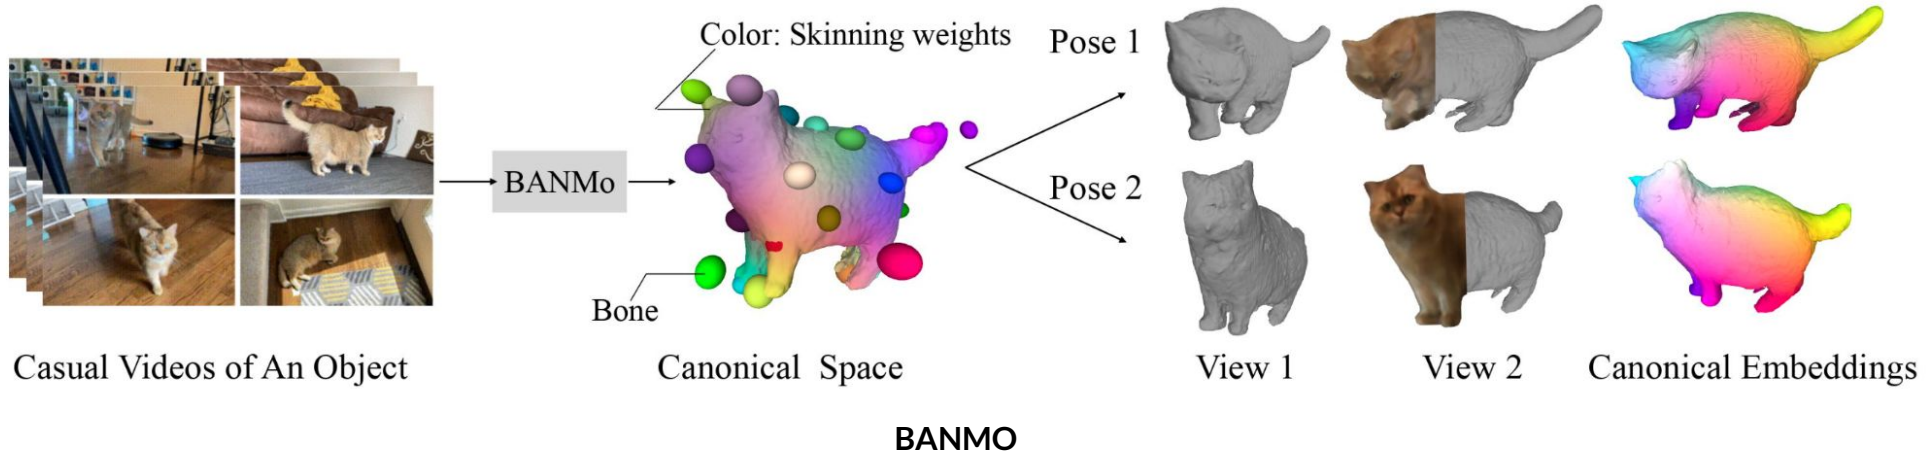 Color: Skinning weights
Pose 1
BANMo
Pose 2
Bone
Casual Videos of An Object
Canonical Space
View 1
View 2
Canonical Embeddings
BANMO